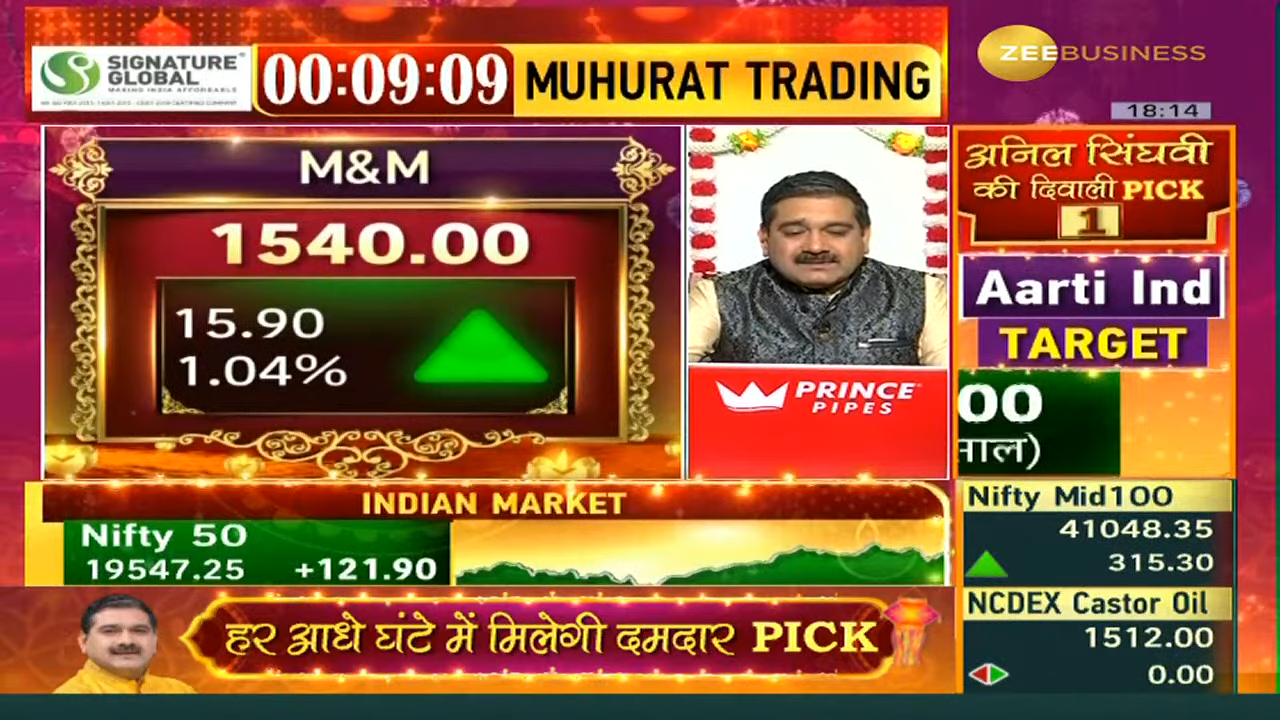 SIGNATURE GLOBAL
MAKING INDIA AFFORDABLE
00:09:09
MUHURAT TRADING
ZEEBUSINESS
18:14
M&M
1540.00
15.90
1.04%
PRINCE
PIPES
अनिल सिंघवी
की दिवाली PICK
1
Aarti Ind
TARGET
00
साल)
INDIAN MARKET
Nifty 50
19547.25 +121.90
Nifty Mid100
41048.35
315.30
NCDEX Castor Oil
1512.00
0.00
हर आधे घंटे में मिलेगी दमदार PICK